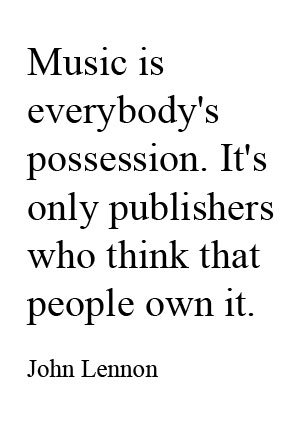 Music is
everybody's
possession. It's
only publishers
who think that
people own it.
John Lennon